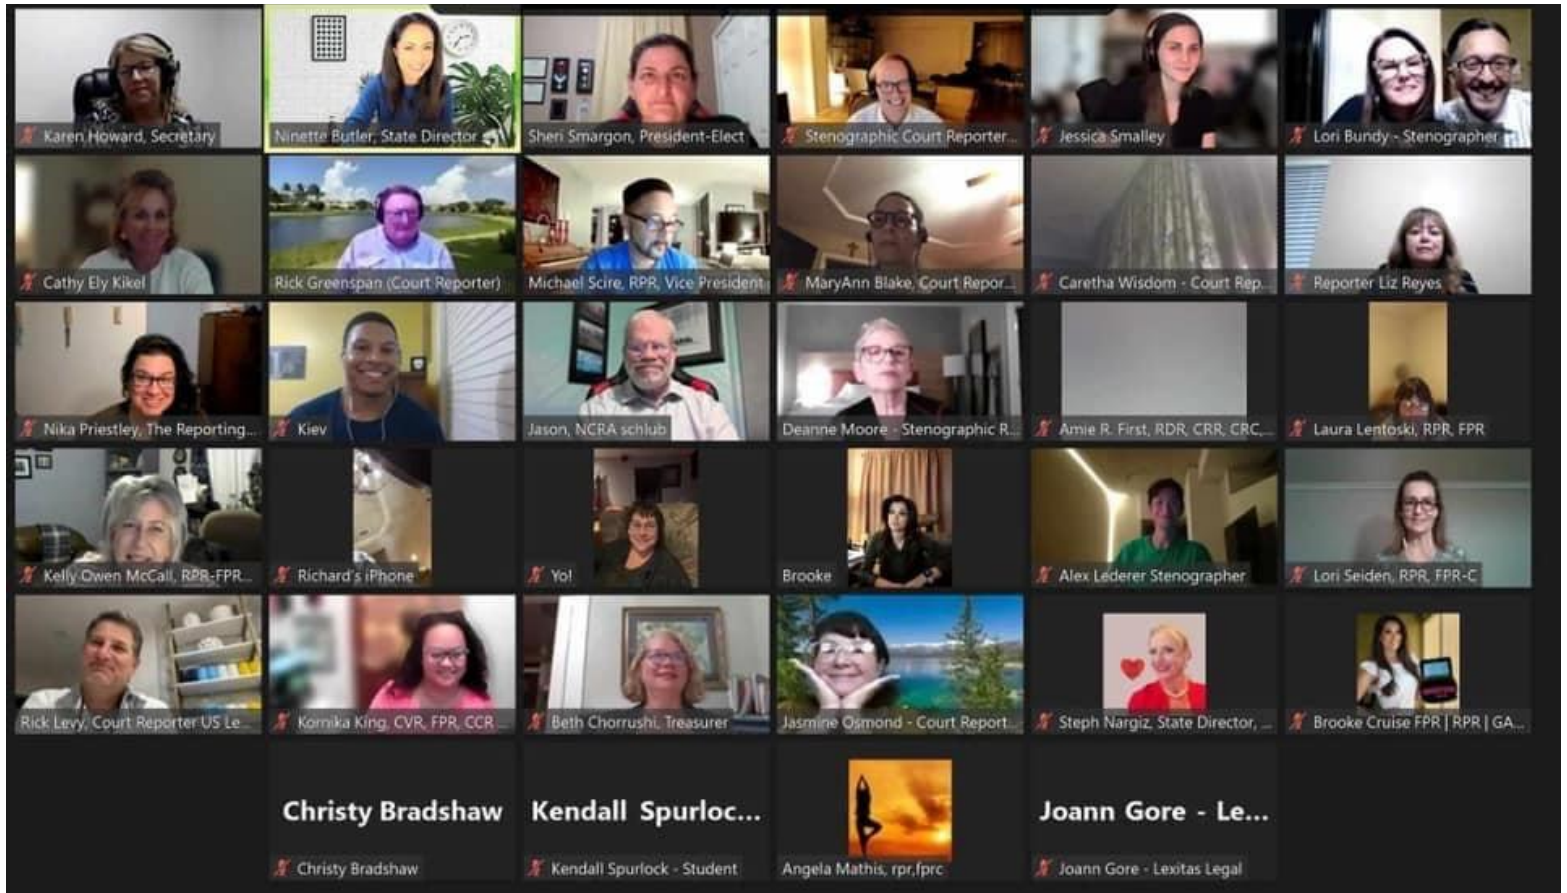 Karen Howard, Secretary
Ninette Butler, State Director
Sheri Smargon, President-Elect
Stenographic Court Reporter...
Jessica Smalley
Lori Bundy - Stenographer
Cathy Ely Kikel
Rick Greenspan (Court Reporter)
Michael Scire, RPR, Vice President
MaryAnn Blake, Court Repor...
Caretha Wisdom - Court Rep...
Reporter Liz Reyes
Nika Priestley, The Reporting...
Kiev
Jason, NCRA schlub
Deanne Moore - Stenographic R...
Amie R. First, RDR, CRR, CRC,...
Laura Lentoski, RPR, FPR
Kelly Owen McCall, RPR-FPR...
Richard's iPhone
Yo!
Brooke
Alex Lederer Stenographer
Lori Seiden, RPR, FPR-C
Rick Levy, Court Reporter US Le...
Kornika King, CVR, FPR, CCR...
Beth Chorrushi, Treasurer
Jasmine Osmond - Court Report...
Steph Nargiz, State Director, ...
Brooke Cruise FPR | RPR | GA...
Christy Bradshaw
Christy Bradshaw
Kendall Spurloc...
Kendall Spurlock - Student
Angela Mathis, rpr,fprc
Joann Gore - Le...
Joann Gore - Lexitas Legal